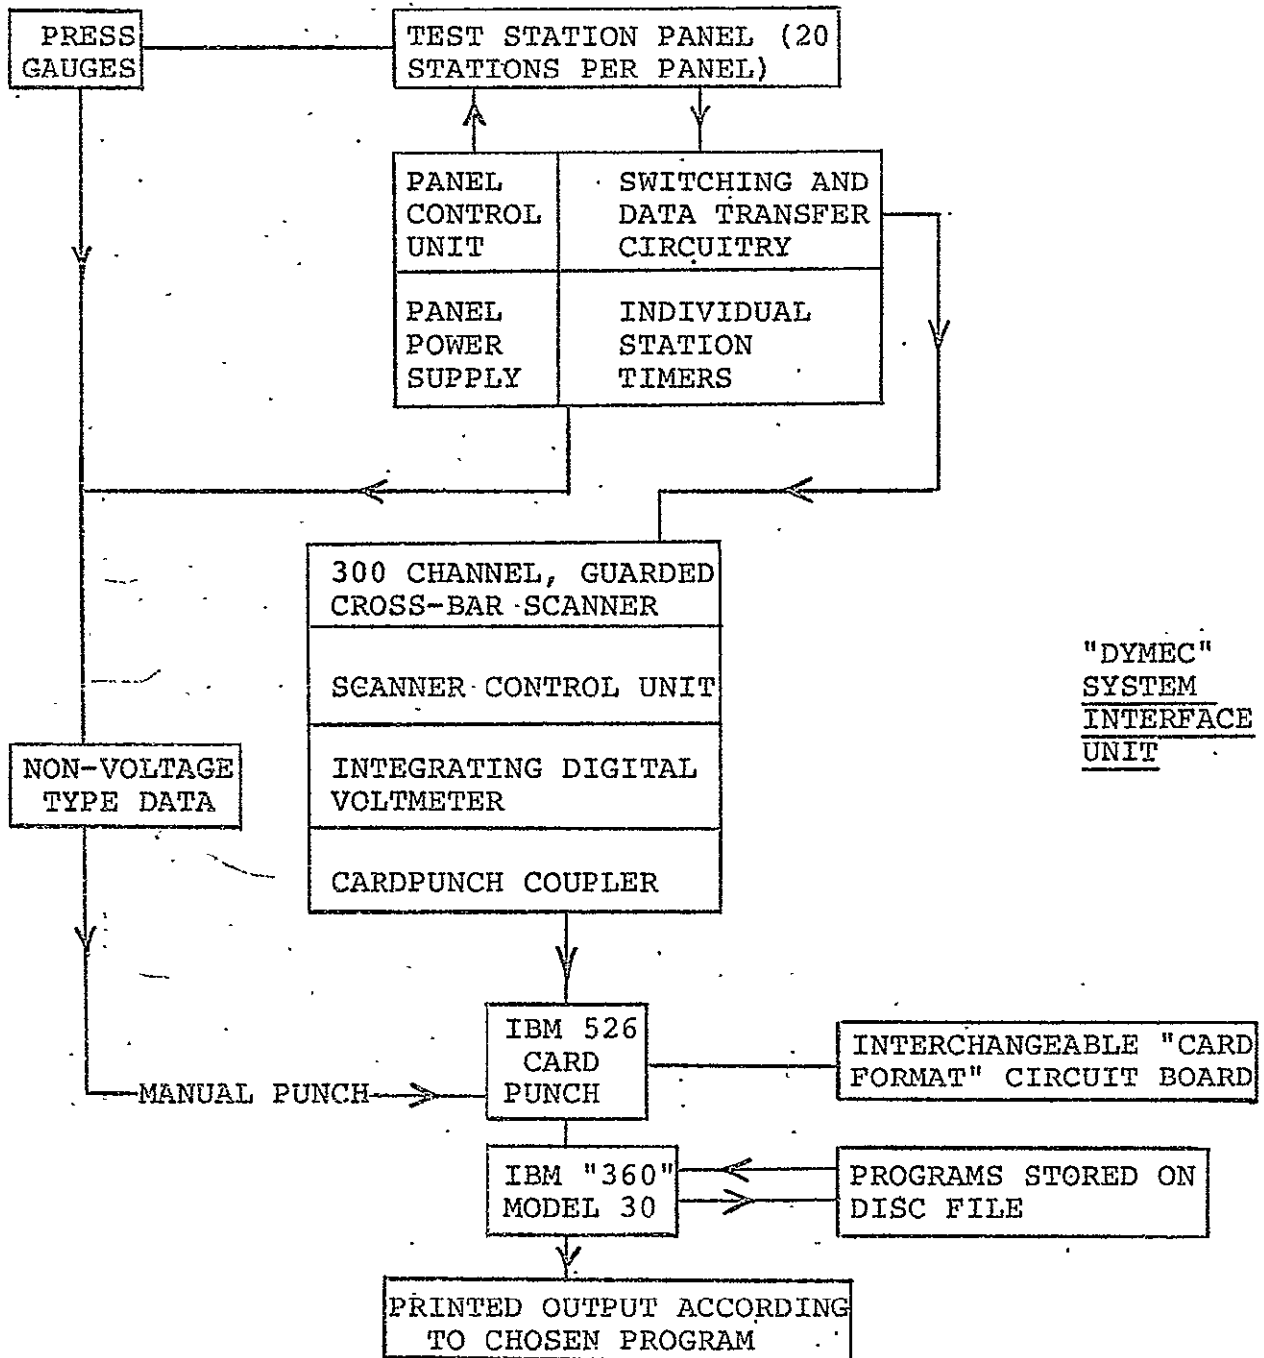 PRESS
GAUGES
TEST STATION PANEL (20
STATIONS PER PANEL)
PANEL
CONTROL
UNIT
SWITCHING AND
DATA TRANSFER
CIRCUITRY
PANEL
POWER
SUPPLY
INDIVIDUAL
STATION
TIMERS
300 CHANNEL, GUARDED
CROSS-BAR SCANNER
SCANNER CONTROL UNIT
INTEGRATING DIGITAL
VOLTMETER
CARDPUNCH COUPLER
"DYMEC"
SYSTEM
INTERFACE
UNIT
NON-VOLTAGE
TYPE DATA
MANUAL PUNCH
IBM 526
CARD
PUNCH
INTERCHANGEABLE "CARD
FORMAT" CIRCUIT BOARD
IBM "360"
MODEL 30
PROGRAMS STORED ON
DISC FILE
PRINTED OUTPUT ACCORDING
TO CHOSEN PROGRAM